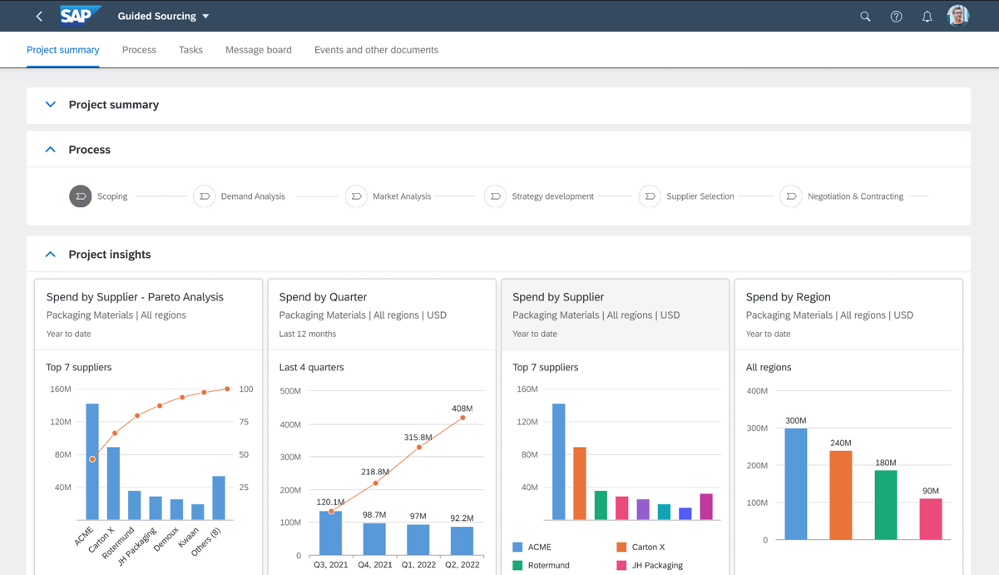 SAP Guided Sourcing
Project summary Process Tasks Message board Events and other documents
Project summary
Process
Scoping Demand Analysis Market Analysis Strategy development Supplier Selection Negotiation & Contracting
Project insights
Spend by Supplier - Pareto Analysis
Packaging Materials | All regions
Year to date
Top 7 suppliers
160M 100
120M 75
80M 50
40M 25
ACME Carton X Rotermund JH Packaging Demoux Kwaan Others (8)
Spend by Quarter
Packaging Materials | All regions | USD
Last 12 months
Last 4 quarters
500M
408M
400M
315.8M
300M
218.8M
200M
120.1M
98.7M 97M 92.2M
100M
0
Q3, 2021 Q4, 2021 Q1, 2022 Q2, 2022
Spend by Supplier
Packaging Materials | All regions | USD
Year to date
Top 7 suppliers
160M
120M
80M
40M
ACME Carton X
Rotermund JH Packaging
Spend by Region
Packaging Materials | All regions | USD
Year to date
All regions
400M
300M
300M
240M
180M
200M
90M
100M
0